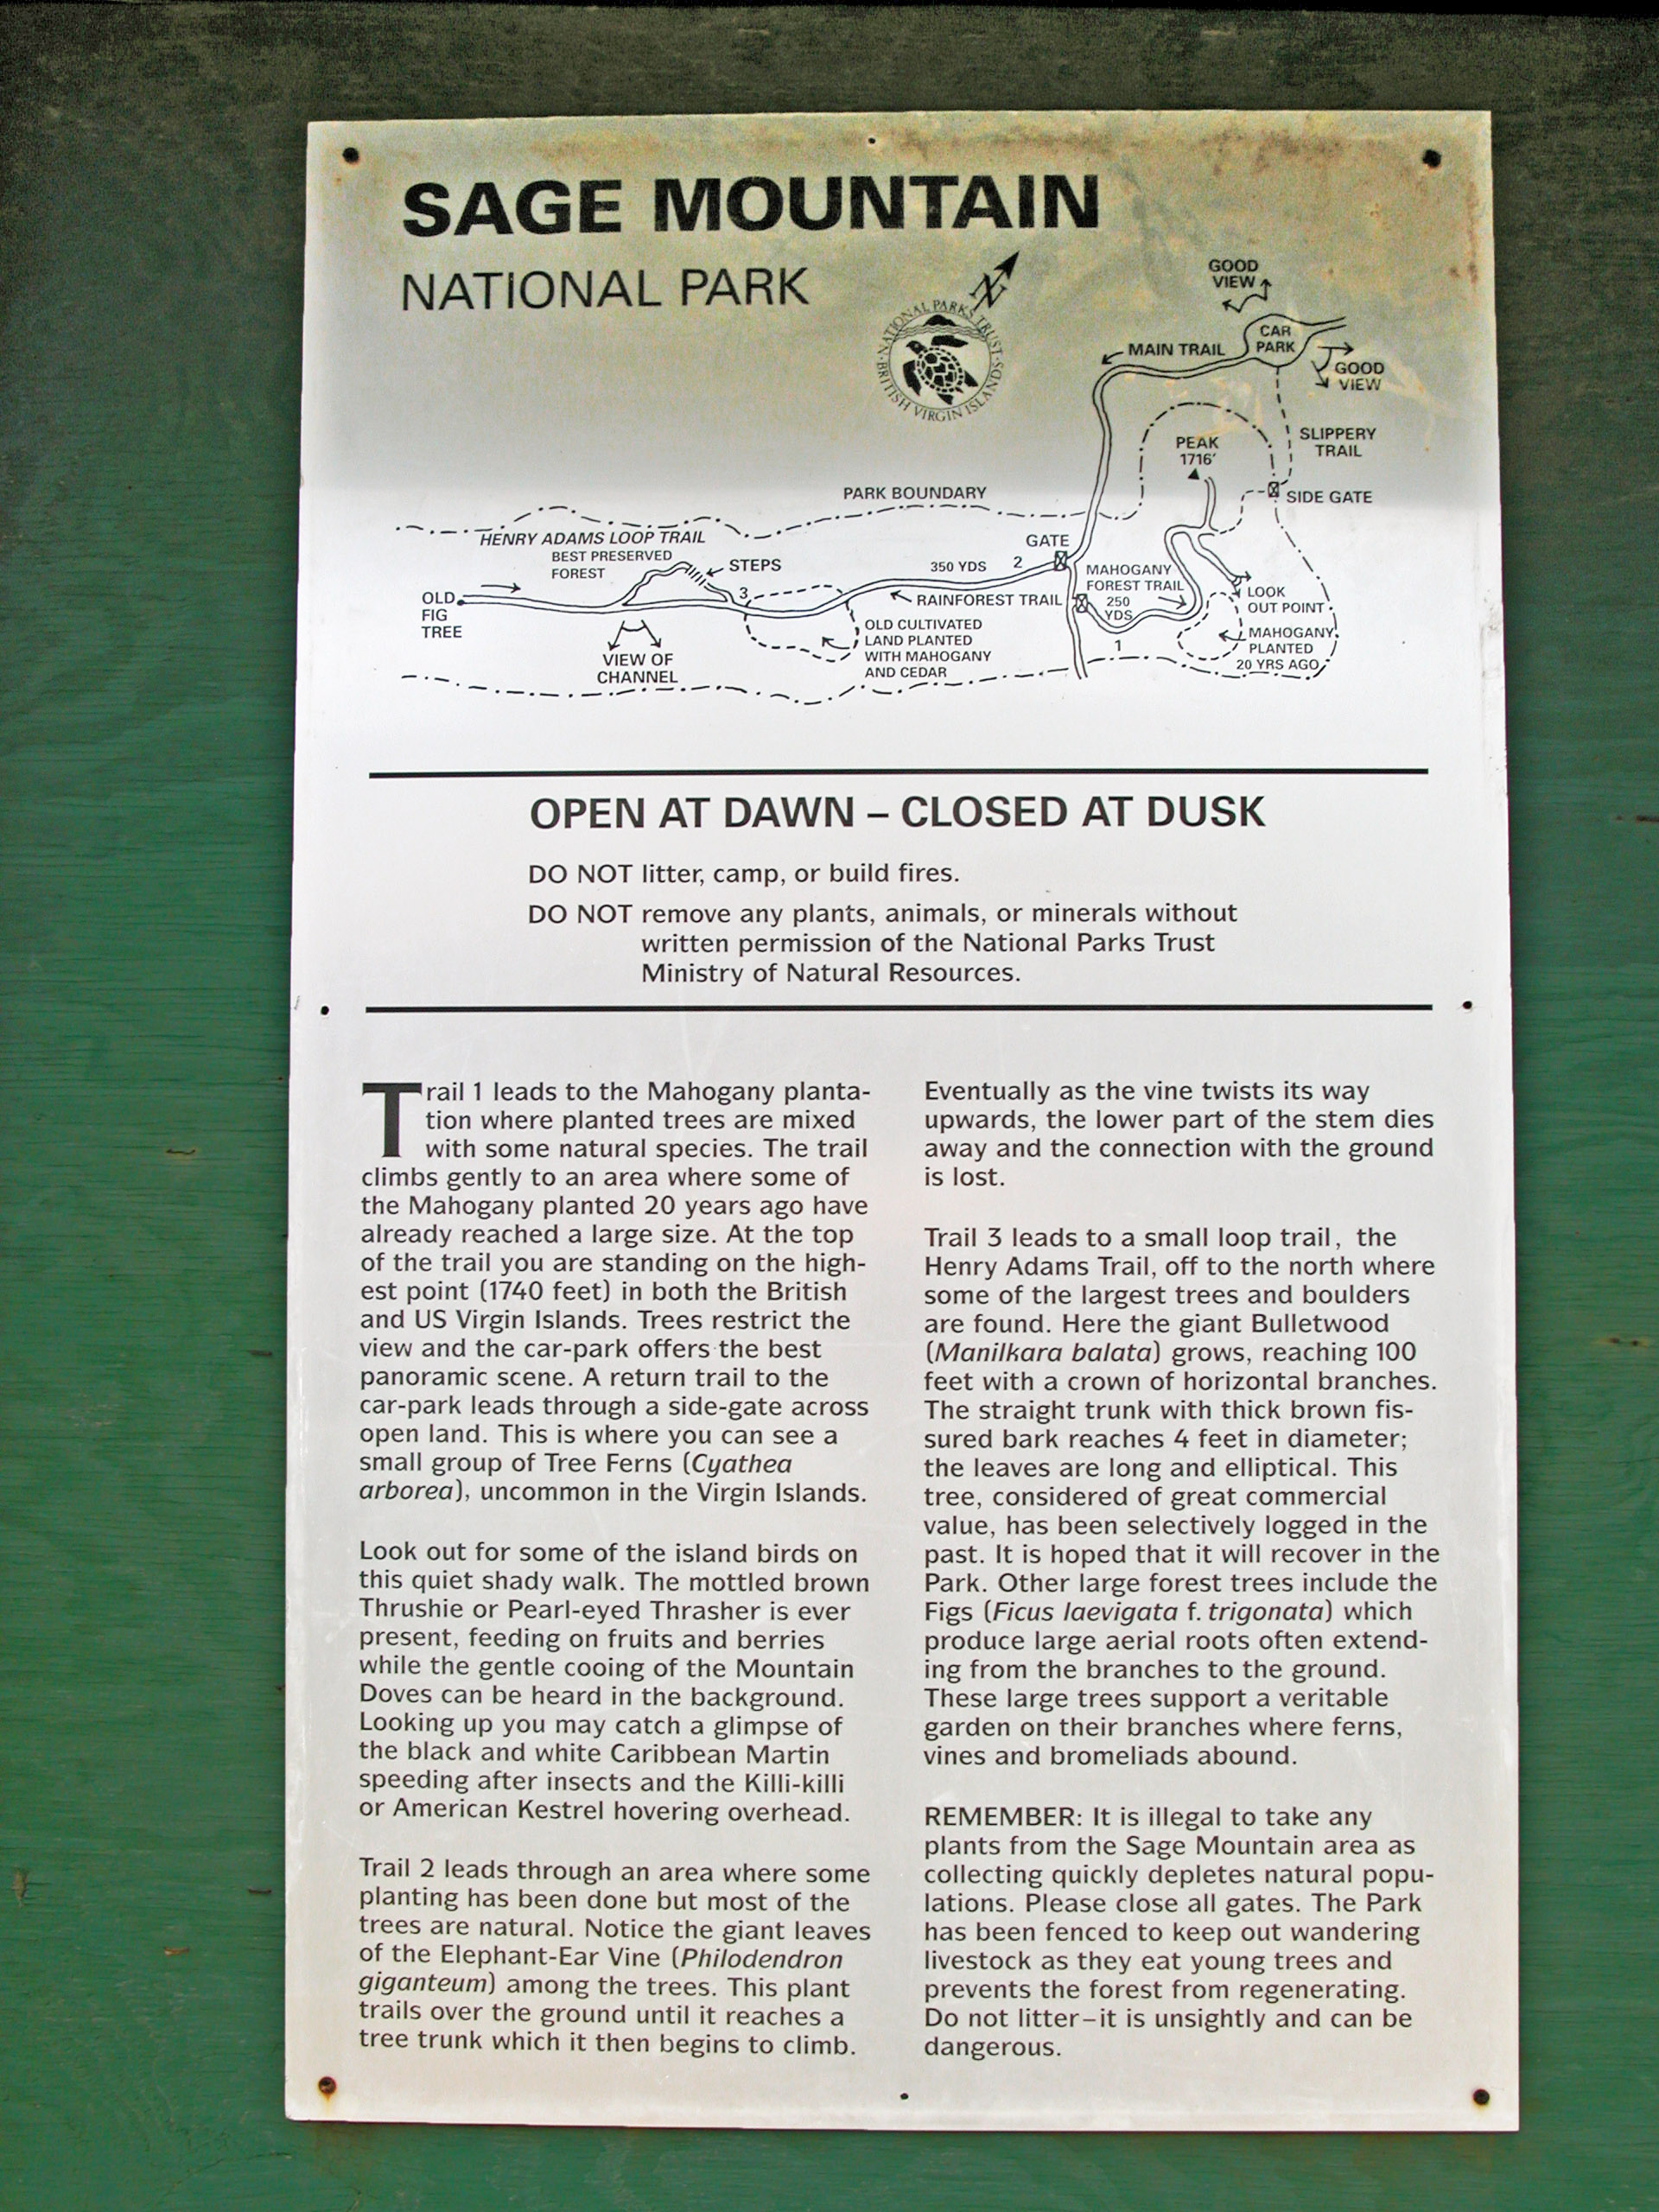 SAGE MOUNTAIN
NATIONAL PARK
N
NATIONAL PARKS TRUST
BRITISH VIRGIN ISLANDS
GOOD
VIEW
CAR
PARK
MAIN TRAIL
GOOD
VIEW
SLIPPERY
TRAIL
PEAK
1716'
SIDE GATE
PARK BOUNDARY
HENRY ADAMS LOOP TRAIL
BEST PRESERVED
FOREST
STEPS
GATE
350 YDS 2
MAHOGANY
FOREST TRAIL
250
YDS
1
3
RAINFOREST TRAIL
OLD
FIG
TREE
LOOK
OUT POINT
OLD CULTIVATED
LAND PLANTED
WITH MAHOGANY
AND CEDAR
MAHOGANY
PLANTED
20 YRS AGO
VIEW OF
CHANNEL
OPEN AT DAWN – CLOSED AT DUSK
DO NOT litter, camp, or build fires.
DO NOT remove any plants, animals, or minerals without
written permission of the National Parks Trust
Ministry of Natural Resources.
Trail 1 leads to the Mahogany planta-
tion where planted trees are mixed
with some natural species. The trail
climbs gently to an area where some of
the Mahogany planted 20 years ago have
already reached a large size. At the top
of the trail you are standing on the high-
est point (1740 feet) in both the British
and US Virgin Islands. Trees restrict the
view and the car-park offers the best
panoramic scene. A return trail to the
car-park leads through a side-gate across
open land. This is where you can see a
small group of Tree Ferns (Cyathea
arborea), uncommon in the Virgin Islands.
Look out for some of the island birds on
this quiet shady walk. The mottled brown
Thrushie or Pearl-eyed Thrasher is ever
present, feeding on fruits and berries
while the gentle cooing of the Mountain
Doves can be heard in the background.
Looking up you may catch a glimpse of
the black and white Caribbean Martin
speeding after insects and the Killi-killi
or American Kestrel hovering overhead.
Trail 2 leads through an area where some
planting has been done but most of the
trees are natural. Notice the giant leaves
of the Elephant-Ear Vine (Philodendron
giganteum) among the trees. This plant
trails over the ground until it reaches a
tree trunk which it then begins to climb.
Eventually as the vine twists its way
upwards, the lower part of the stem dies
away and the connection with the ground
is lost.
Trail 3 leads to a small loop trail, the
Henry Adams Trail, off to the north where
some of the largest trees and boulders
are found. Here the giant Bulletwood
(Manilkara balata) grows, reaching 100
feet with a crown of horizontal branches.
The straight trunk with thick brown fis-
sured bark reaches 4 feet in diameter;
the leaves are long and elliptical. This
tree, considered of great commercial
value, has been selectively logged in the
past. It is hoped that it will recover in the
Park. Other large forest trees include the
Figs (Ficus laevigata f. trigonata) which
produce large aerial roots often extend-
ing from the branches to the ground.
These large trees support a veritable
garden on their branches where ferns,
vines and bromeliads abound.
REMEMBER: It is illegal to take any
plants from the Sage Mountain area as
collecting quickly depletes natural popu-
lations. Please close all gates. The Park
has been fenced to keep out wandering
livestock as they eat young trees and
prevents the forest from regenerating.
Do not litter–it is unsightly and can be
dangerous.